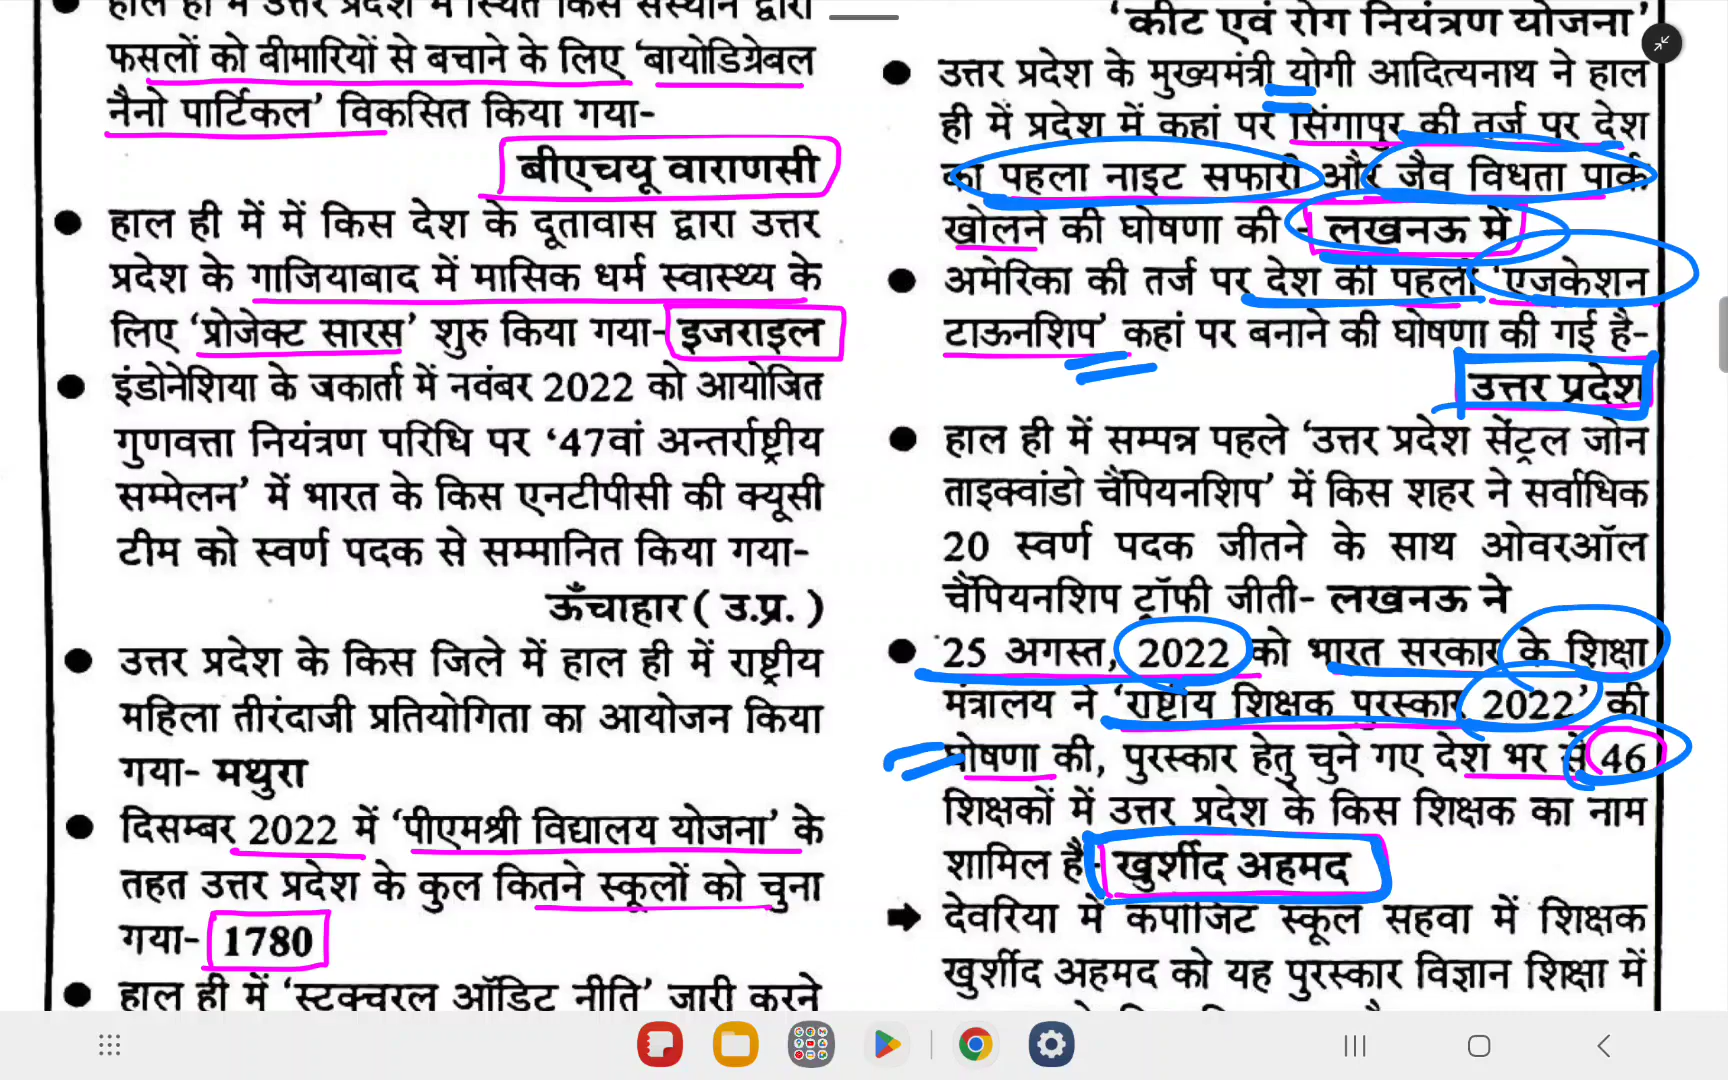 हाल ही में उत्तर प्रदेश में स्थित किस संस्थान द्वारा
फसलों को बीमारियों से बचाने के लिए ‘बायोडिग्रेबल
नैनो पार्टिकल’ विकसित किया गया-
बीएचयू वाराणसी
● हाल ही में में किस देश के दूतावास द्वारा उत्तर
प्रदेश के गाजियाबाद में मासिक धर्म स्वास्थ्य के
लिए ‘प्रोजेक्ट सारस’ शुरु किया गया- इजराइल
● इंडोनेशिया के जकार्ता में नवंबर 2022 को आयोजित
गुणवत्ता नियंत्रण परिधि पर ‘47वां अन्तर्राष्ट्रीय
सम्मेलन’ में भारत के किस एनटीपीसी की क्यूसी
टीम को स्वर्ण पदक से सम्मानित किया गया-
ऊँचाहार ( उ.प्र. )
● उत्तर प्रदेश के किस जिले में हाल ही में राष्ट्रीय
महिला तीरंदाजी प्रतियोगिता का आयोजन किया
गया- मथुरा
● दिसम्बर 2022 में ‘पीएमश्री विद्यालय योजना’ के
तहत उत्तर प्रदेश के कुल कितने स्कूलों को चुना
गया- 1780
● हाल ही में ‘स्ट्रक्चरल ऑडिट नीति’ जारी करने
‘कीट एवं रोग नियंत्रण योजना’
● उत्तर प्रदेश के मुख्यमंत्री योगी आदित्यनाथ ने हाल
ही में प्रदेश में कहां पर सिंगापुर की तर्ज पर देश
का पहला नाइट सफारी और जैव विधता पार्क
खोलने की घोषणा की - लखनऊ में
● अमेरिका की तर्ज पर देश की पहली ‘एजुकेशन
टाऊनशिप’ कहां पर बनाने की घोषणा की गई है-
उत्तर प्रदेश
● हाल ही में सम्पन्न पहले ‘उत्तर प्रदेश सेंट्रल जोन
ताइक्वांडो चैंपियनशिप’ में किस शहर ने सर्वाधिक
20 स्वर्ण पदक जीतने के साथ ओवरऑल
चैंपियनशिप ट्रॉफी जीती- लखनऊ ने
● 25 अगस्त, 2022 को भारत सरकार के शिक्षा
मंत्रालय ने ‘राष्ट्रीय शिक्षक पुरस्कार 2022’ की
घोषणा की, पुरस्कार हेतु चुने गए देश भर से 46
शिक्षकों में उत्तर प्रदेश के किस शिक्षक का नाम
शामिल है- खुर्शीद अहमद
➡ देवरिया में कंपोजिट स्कूल सहवा में शिक्षक
खुर्शीद अहमद को यह पुरस्कार विज्ञान शिक्षा में